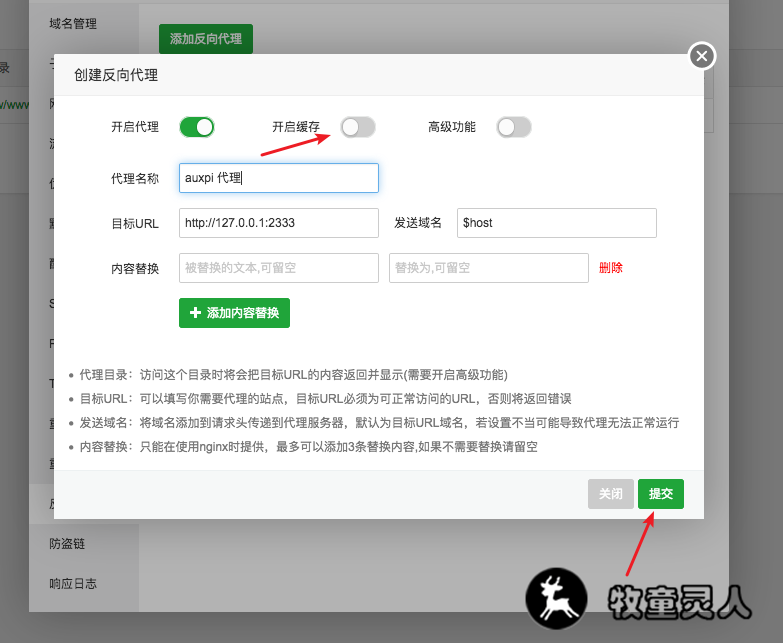 域名管理
添加反向代理
录
w/www
创建反向代理
开启代理
开启缓存
高级功能
代理名称
auxpi 代理
目标URL
http://127.0.0.1:2333
发送域名
$host
内容替换
被替换的文本,可留空
替换为,可留空
删除
添加内容替换
代理目录：访问这个目录时将会把目标URL的内容返回并显示(需要开启高级功能)
目标URL：可以填写你需要代理的站点，目标URL必须为可正常访问的URL，否则将返回错误
发送域名：将域名添加到请求头传递到代理服务器，默认为目标URL域名，若设置不当可能导致代理无法正常运行
内容替换：只能在使用nginx时提供，最多可以添加3条替换内容,如果不需要替换请留空
关闭
提交
防盗链
响应日志
牧童灵人